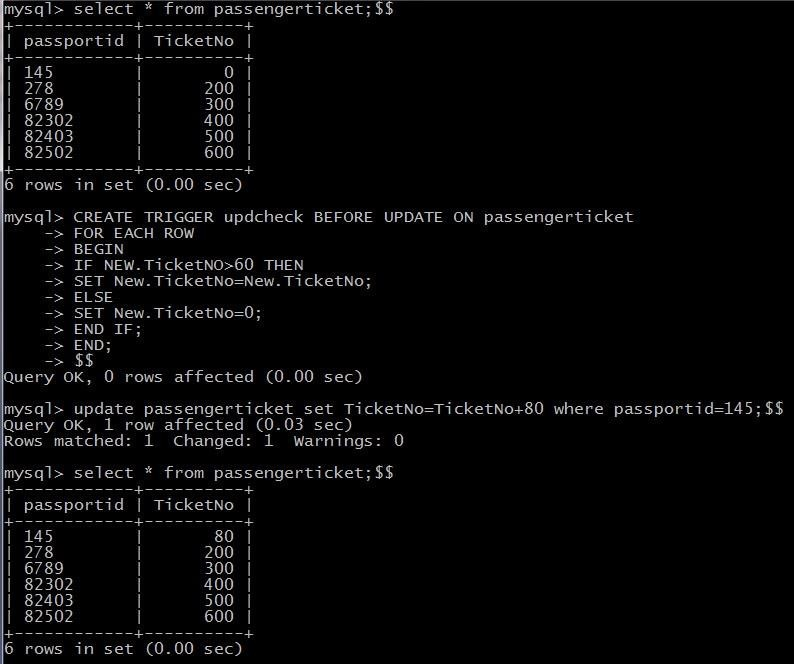 mysql> select * from passengerticket;$$
+------------+----------+
| passportid | TicketNo |
+------------+----------+
| 145        |        0 |
| 278        |      200 |
| 6789       |      300 |
| 82302      |      400 |
| 82403      |      500 |
| 82502      |      600 |
+------------+----------+
6 rows in set (0.00 sec)
mysql> CREATE TRIGGER updcheck BEFORE UPDATE ON passengerticket
    -> FOR EACH ROW
    -> BEGIN
    -> IF NEW.TicketNO>60 THEN
    -> SET New.TicketNo=New.TicketNo;
    -> ELSE
    -> SET New.TicketNo=0;
    -> END IF;
    -> END;
    -> $$
Query OK, 0 rows affected (0.00 sec)
mysql> update passengerticket set TicketNo=TicketNo+80 where passportid=145;$$
Query OK, 1 row affected (0.03 sec)
Rows matched: 1  Changed: 1  Warnings: 0
mysql> select * from passengerticket;$$
+------------+----------+
| passportid | TicketNo |
+------------+----------+
| 145        |       80 |
| 278        |      200 |
| 6789       |      300 |
| 82302      |      400 |
| 82403      |      500 |
| 82502      |      600 |
+------------+----------+
6 rows in set (0.00 sec)